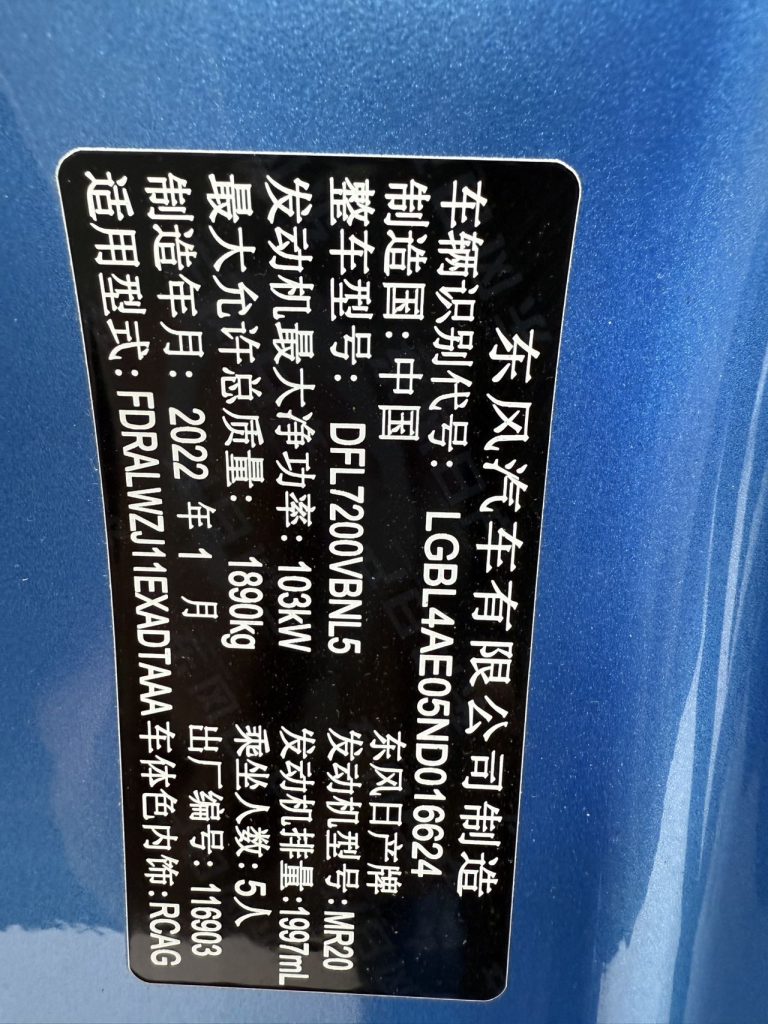 东风汽车有限公司制造
车辆识别代号: LGBL4AE05ND016624
制造国: 中国 东风日产牌
整车型号: DFL7200VBNL5 发动机型号: MR20
发动机最大净功率: 103kW 发动机排量: 1997mL
最大允许总质量: 1890kg 乘坐人数: 5人
制造年月: 2022 年 1 月 出厂编号: 116903
适用型式: FDRALWZJ11EXADTAAA 车体色内饰: RCAG